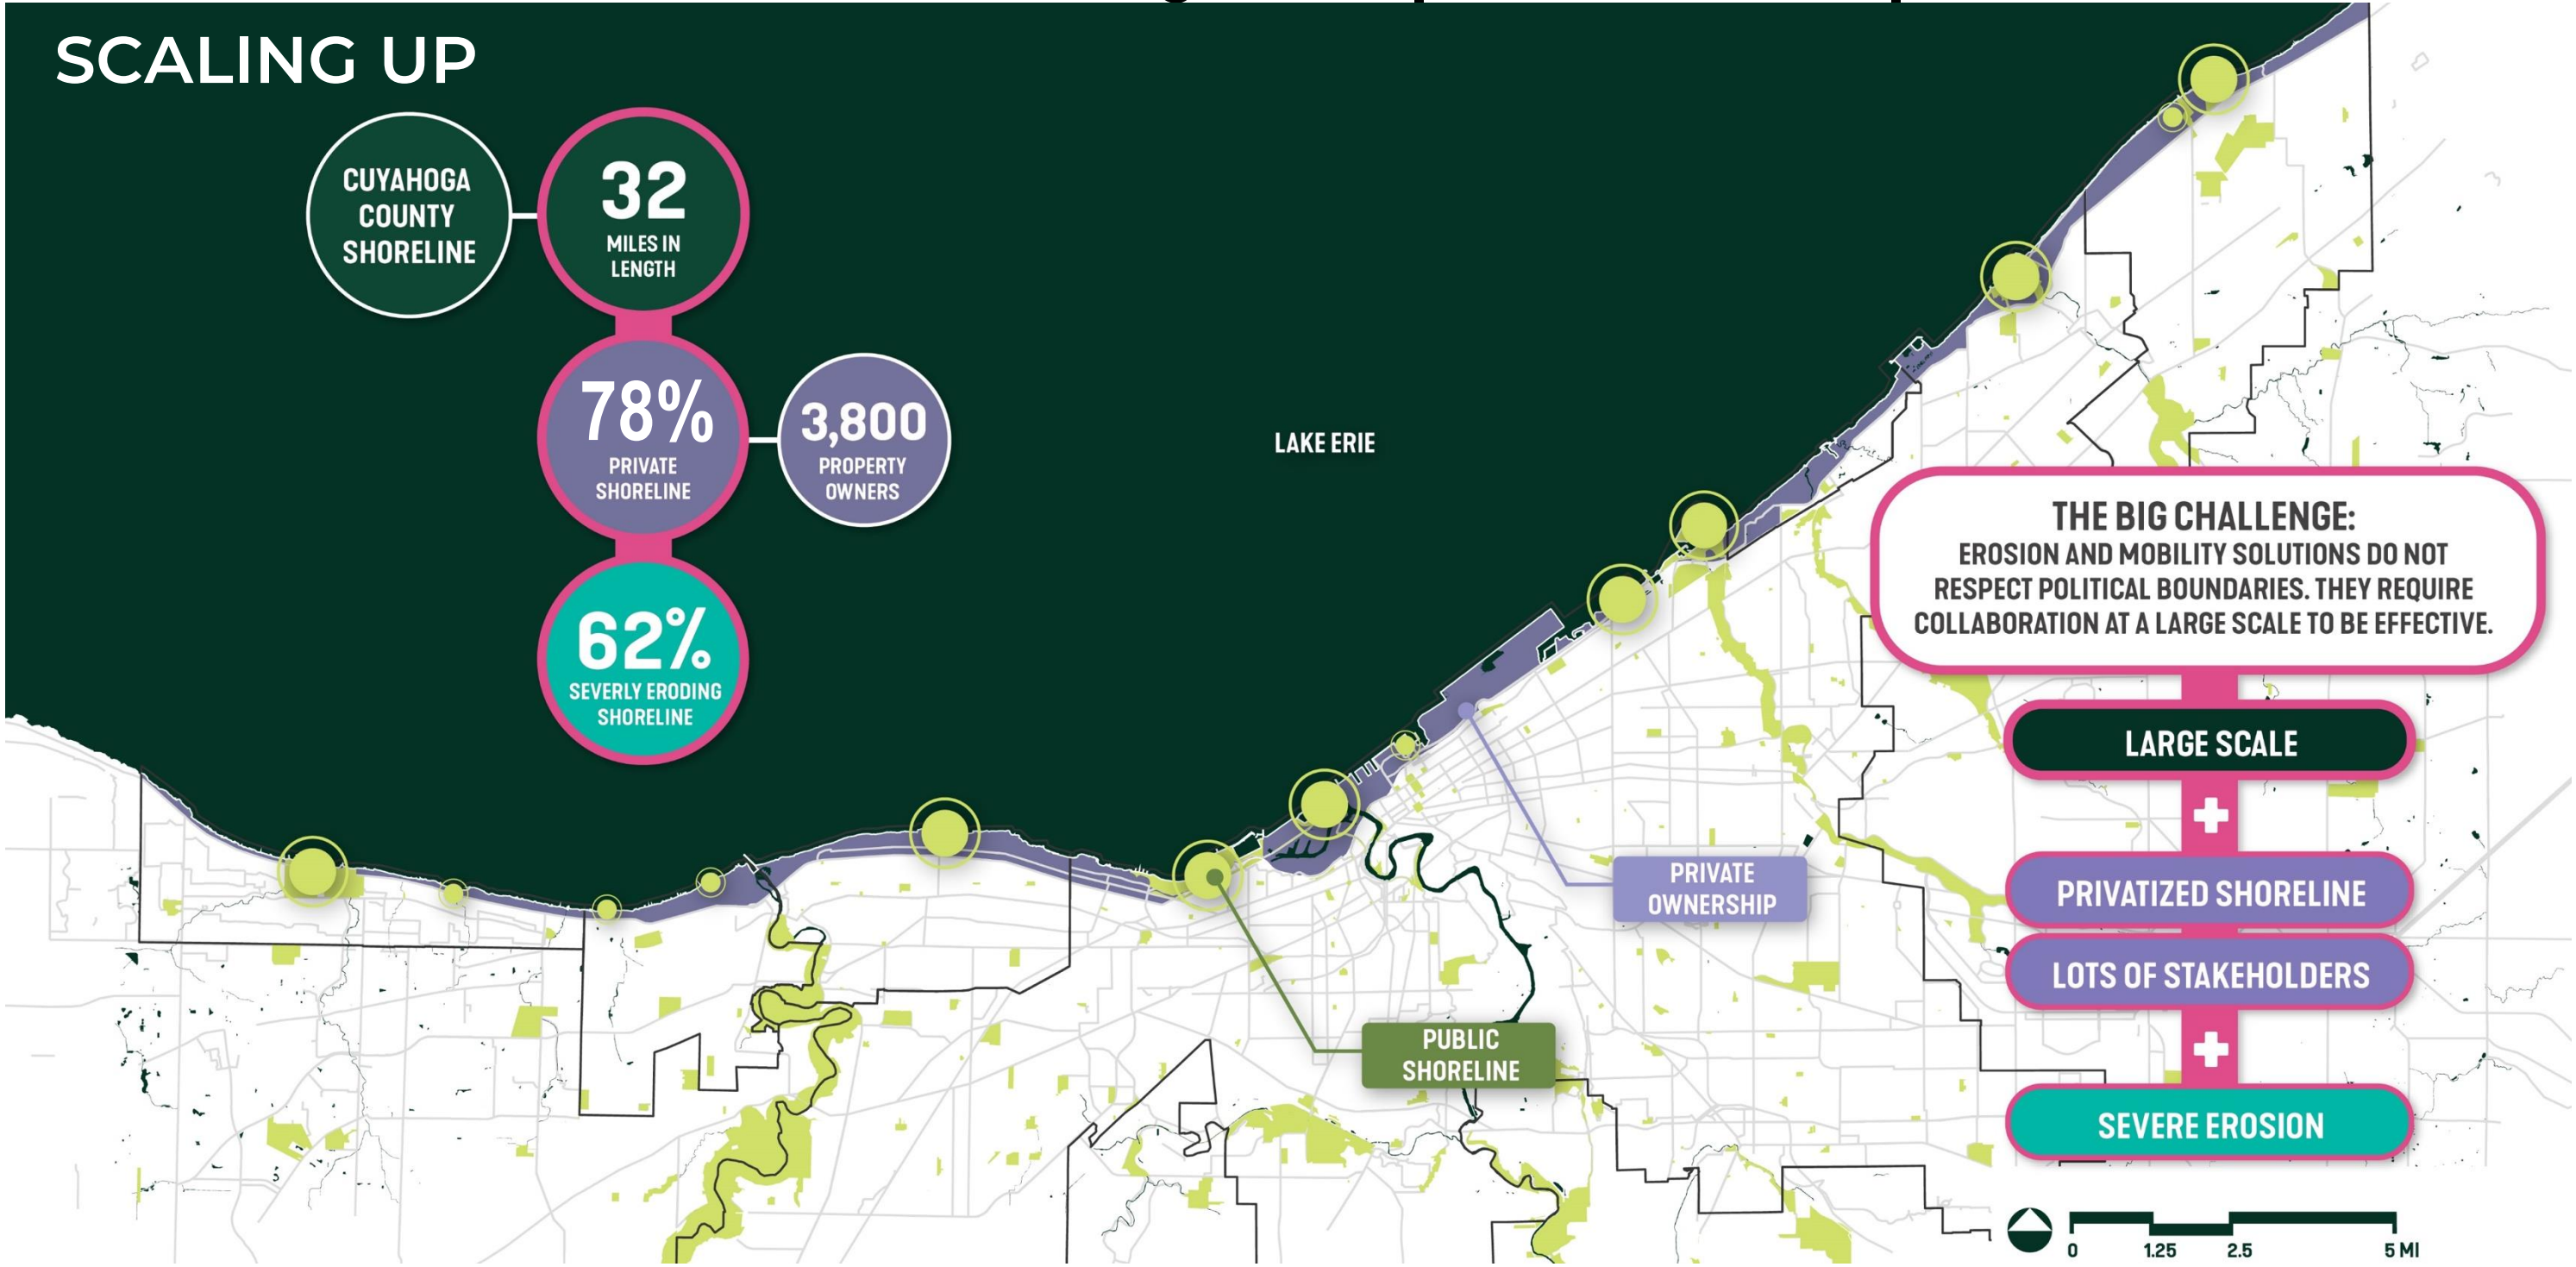 SCALING UP
CUYAHOGA
COUNTY
SHORELINE
32
MILES IN
LENGTH
78%
PRIVATE
SHORELINE
3,800
PROPERTY
OWNERS
62%
SEVERLY ERODING
SHORELINE
LAKE ERIE
THE BIG CHALLENGE:
EROSION AND MOBILITY SOLUTIONS DO NOT
RESPECT POLITICAL BOUNDARIES. THEY REQUIRE
COLLABORATION AT A LARGE SCALE TO BE EFFECTIVE.
LARGE SCALE
+
PRIVATIZED SHORELINE
LOTS OF STAKEHOLDERS
+
SEVERE EROSION
PRIVATE
OWNERSHIP
PUBLIC
SHORELINE
0 1.25 2.5 5 MI